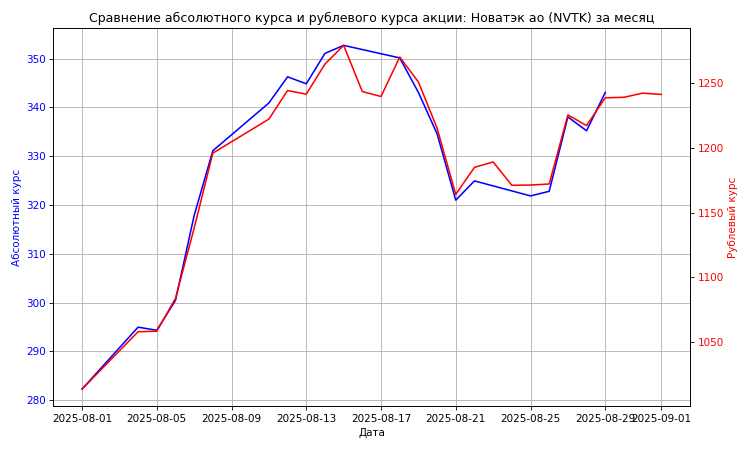 Сравнение абсолютного курса и рублевого курса акции: Новатэк ао (NVTK) за месяц
Абсолютный курс
350
340
330
320
310
300
290
280
1250
1200
1150
1100
1050
Рублевый курс
2025-08-01 2025-08-05 2025-08-09 2025-08-13 2025-08-17 2025-08-21 2025-08-25 2025-08-29 2025-09-01
Дата